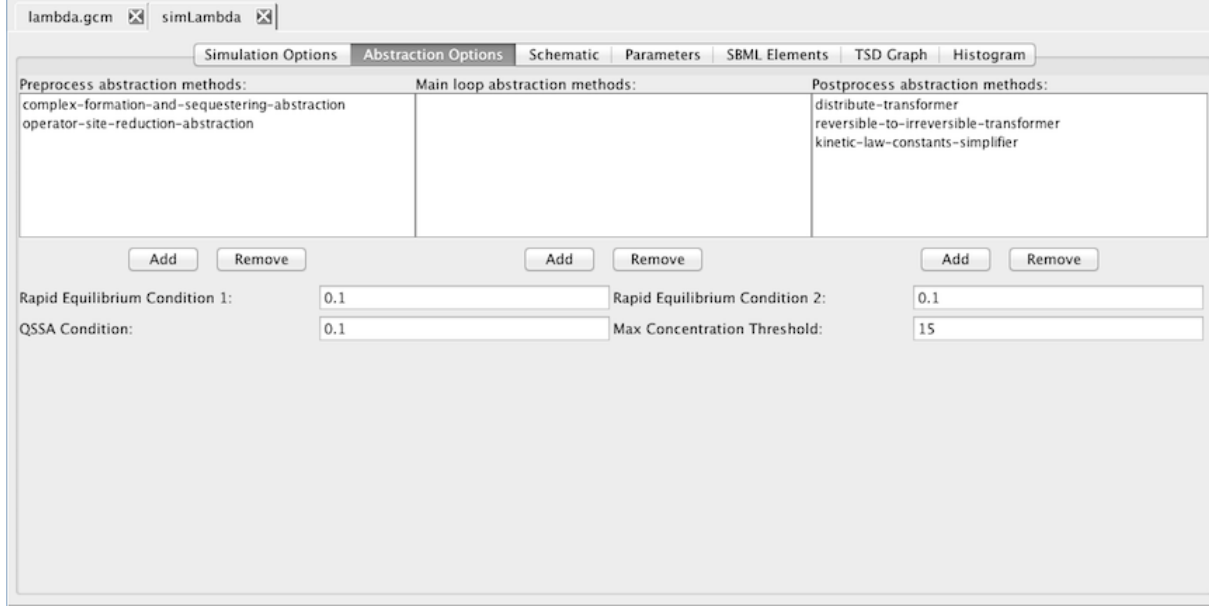 lambda.gcm simLambda
Simulation Options Abstraction Options Schematic Parameters SBML Elements TSD Graph Histogram
Preprocess abstraction methods: Main loop abstraction methods: Postprocess abstraction methods:
complex-formation-and-sequestering-abstraction distribute-transformer
operator-site-reduction-abstraction reversible-to-irreversible-transformer
kinetic-law-constants-simplifier
Add Remove Add Remove Add Remove
Rapid Equilibrium Condition 1: 0.1 Rapid Equilibrium Condition 2: 0.1
QSSA Condition: 0.1 Max Concentration Threshold: 15